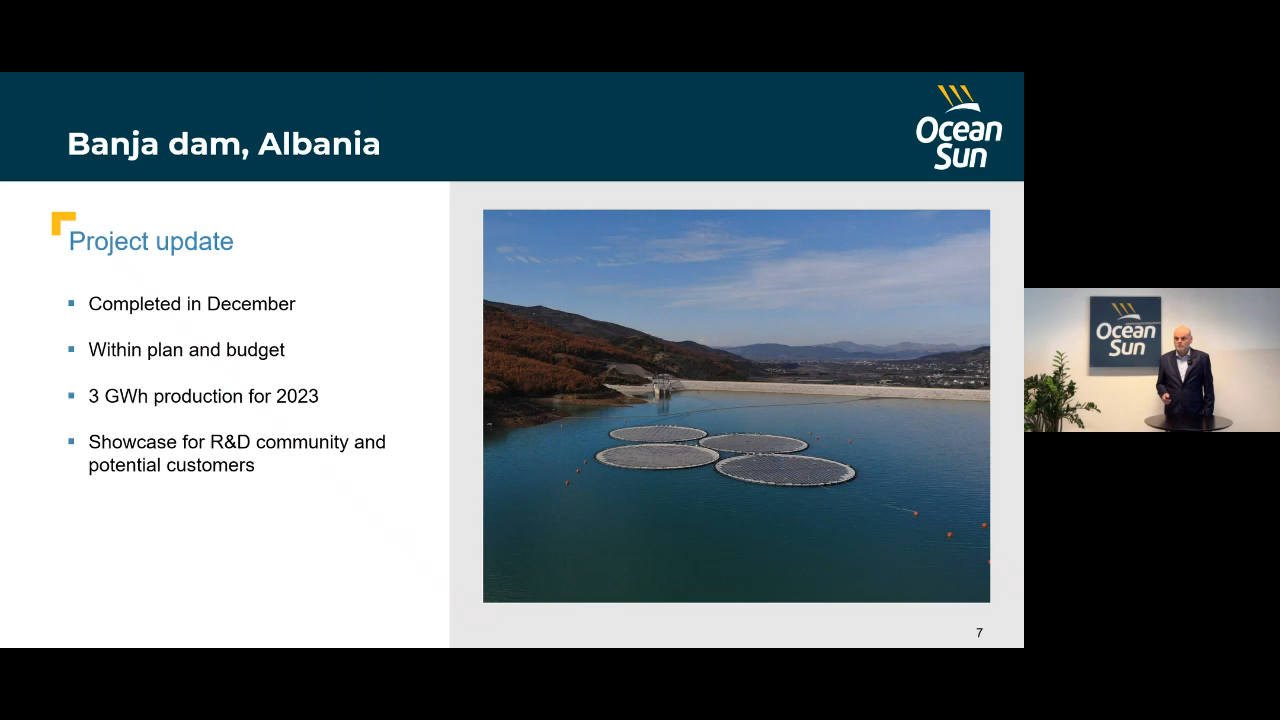 Banja dam, Albania
Ocean
Sun
Project update
Completed in December
Within plan and budget
3 GWh production for 2023
Showcase for R&D community and
potential customers
7
Ocean
Sun